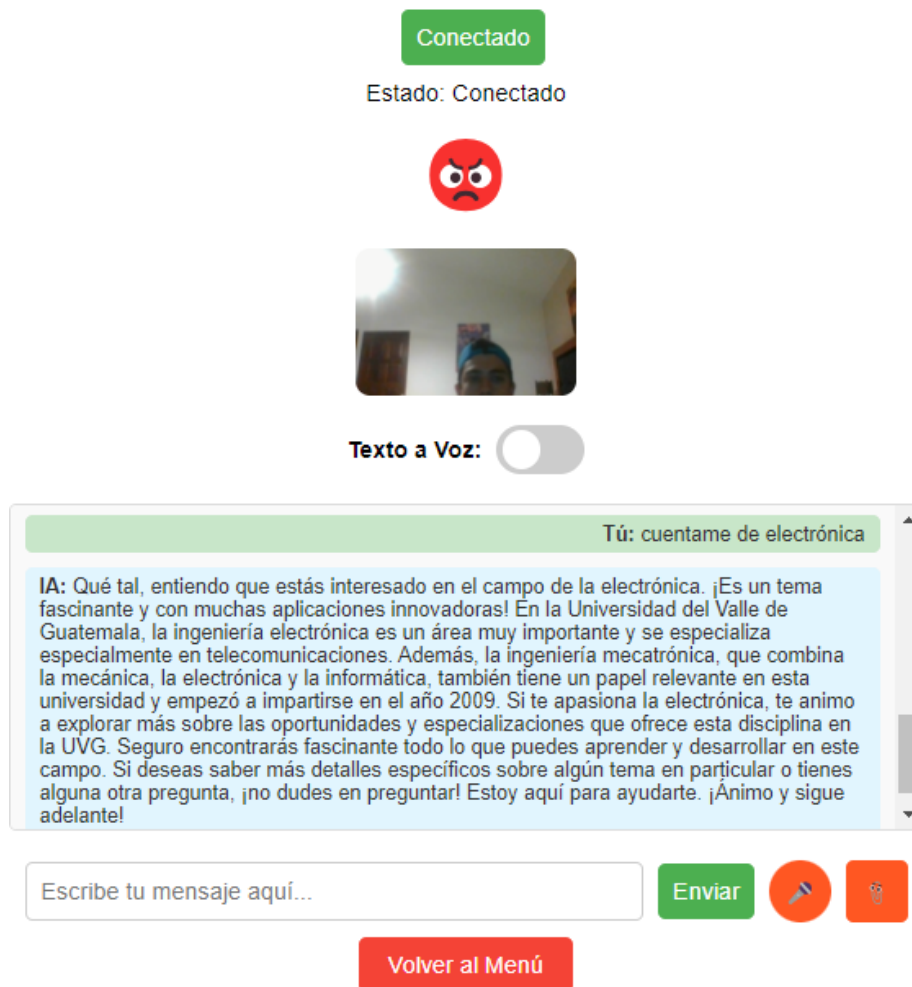 Conectado
Estado: Conectado
Texto a Voz:
Tú: cuentame de electrónica
IA: Qué tal, entiendo que estás interesado en el campo de la electrónica. ¡Es un tema
fascinante y con muchas aplicaciones innovadoras! En la Universidad del Valle de
Guatemala, la ingeniería electrónica es un área muy importante y se especializa
especialmente en telecomunicaciones. Además, la ingeniería mecatrónica, que combina
la mecánica, la electrónica y la informática, también tiene un papel relevante en esta
universidad y empezó a impartirse en el año 2009. Si te apasiona la electrónica, te animo
a explorar más sobre las oportunidades y especializaciones que ofrece esta disciplina en
la UVG. Seguro encontrarás fascinante todo lo que puedes aprender y desarrollar en este
campo. Si deseas saber más detalles específicos sobre algún tema en particular o tienes
alguna otra pregunta, ¡no dudes en preguntar! Estoy aquí para ayudarte. ¡Ánimo y sigue
adelante!
Escribe tu mensaje aquí...
Enviar
Volver al Menú